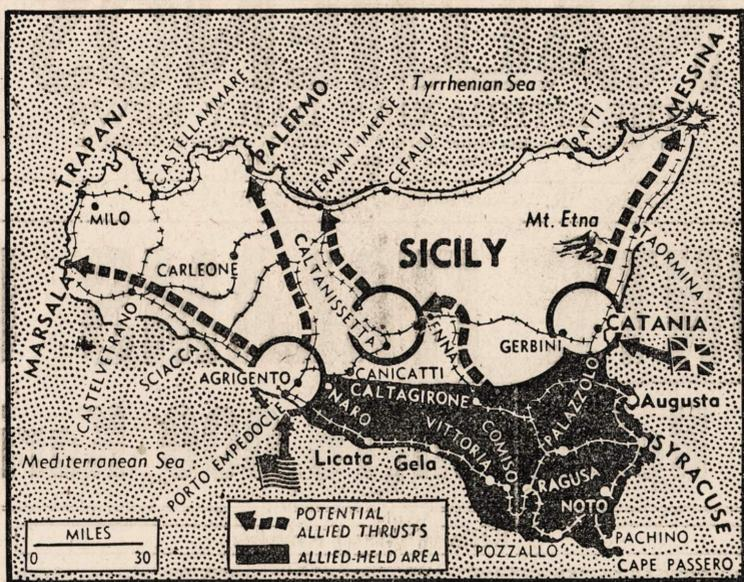 Tyrrhenian Sea
MESSINA
TRAPANI
CASTELLAMMARE
PALERMO
TERMINI IMERSE
CEFALU
PATTI
MILO
Mt. Etna
SICILY
TAORMINA
CARLEONE
CALTANISSETTA
ENNA
MARSALA
CASTELVETRANO
SCIACCA
GERBINI
CATANIA
AGRIGENTO
CANICATTI
NARO
CALTAGIRONE
PALAZZOLO
Augusta
PORTO EMPEDOCLE
VITTORIA
COMISO
SYRACUSE
Mediterranean Sea
Licata
Gela
RAGUSA
NOTO
POZZALLO
PACHINO
CAPE PASSERO
MILES
0 30
POTENTIAL
ALLIED THRUSTS
ALLIED-HELD AREA